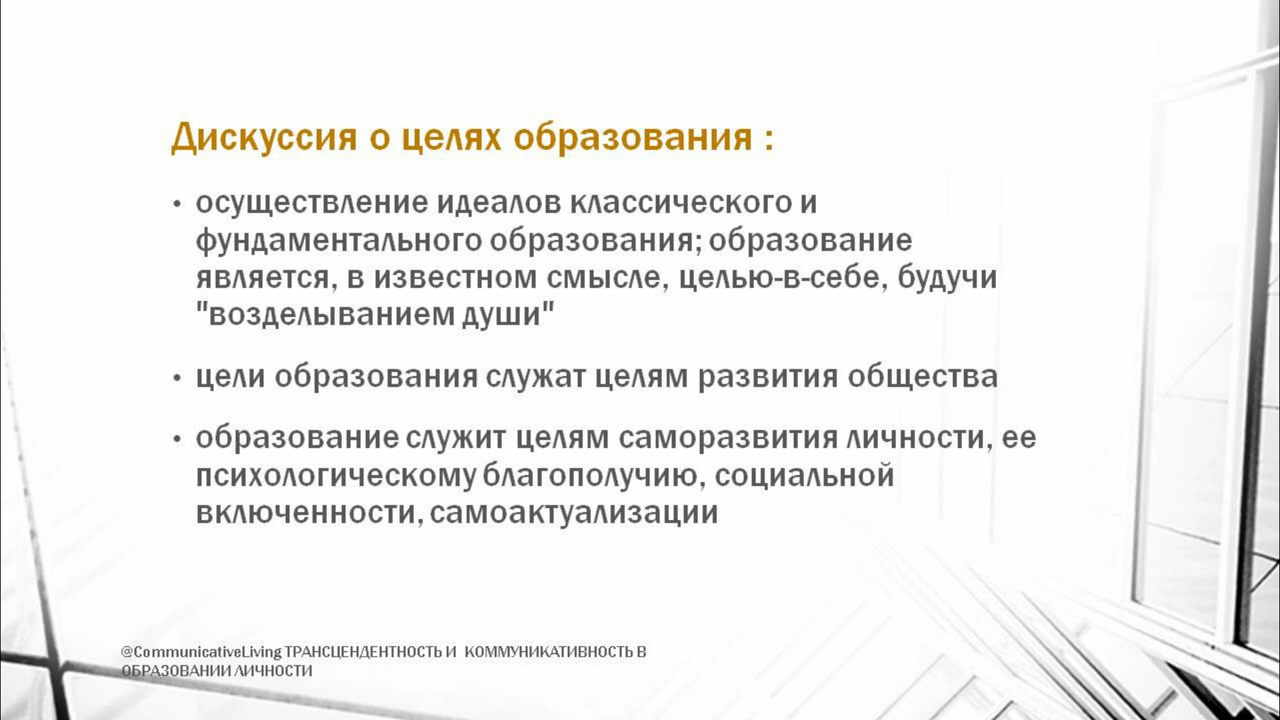 Дискуссия о целях образования :
• осуществление идеалов классического и
фундаментального образования; образование
является, в известном смысле, целью-в-себе, будучи
"возделыванием души"
• цели образования служат целям развития общества
• образование служит целям саморазвития личности, ее
психологическому благополучию, социальной
включенности, самоактуализации
@CommunicativeLiving ТРАНСЦЕНДЕНТНОСТЬ И КОММУНИКАТИВНОСТЬ В
ОБРАЗОВАНИИ ЛИЧНОСТИ